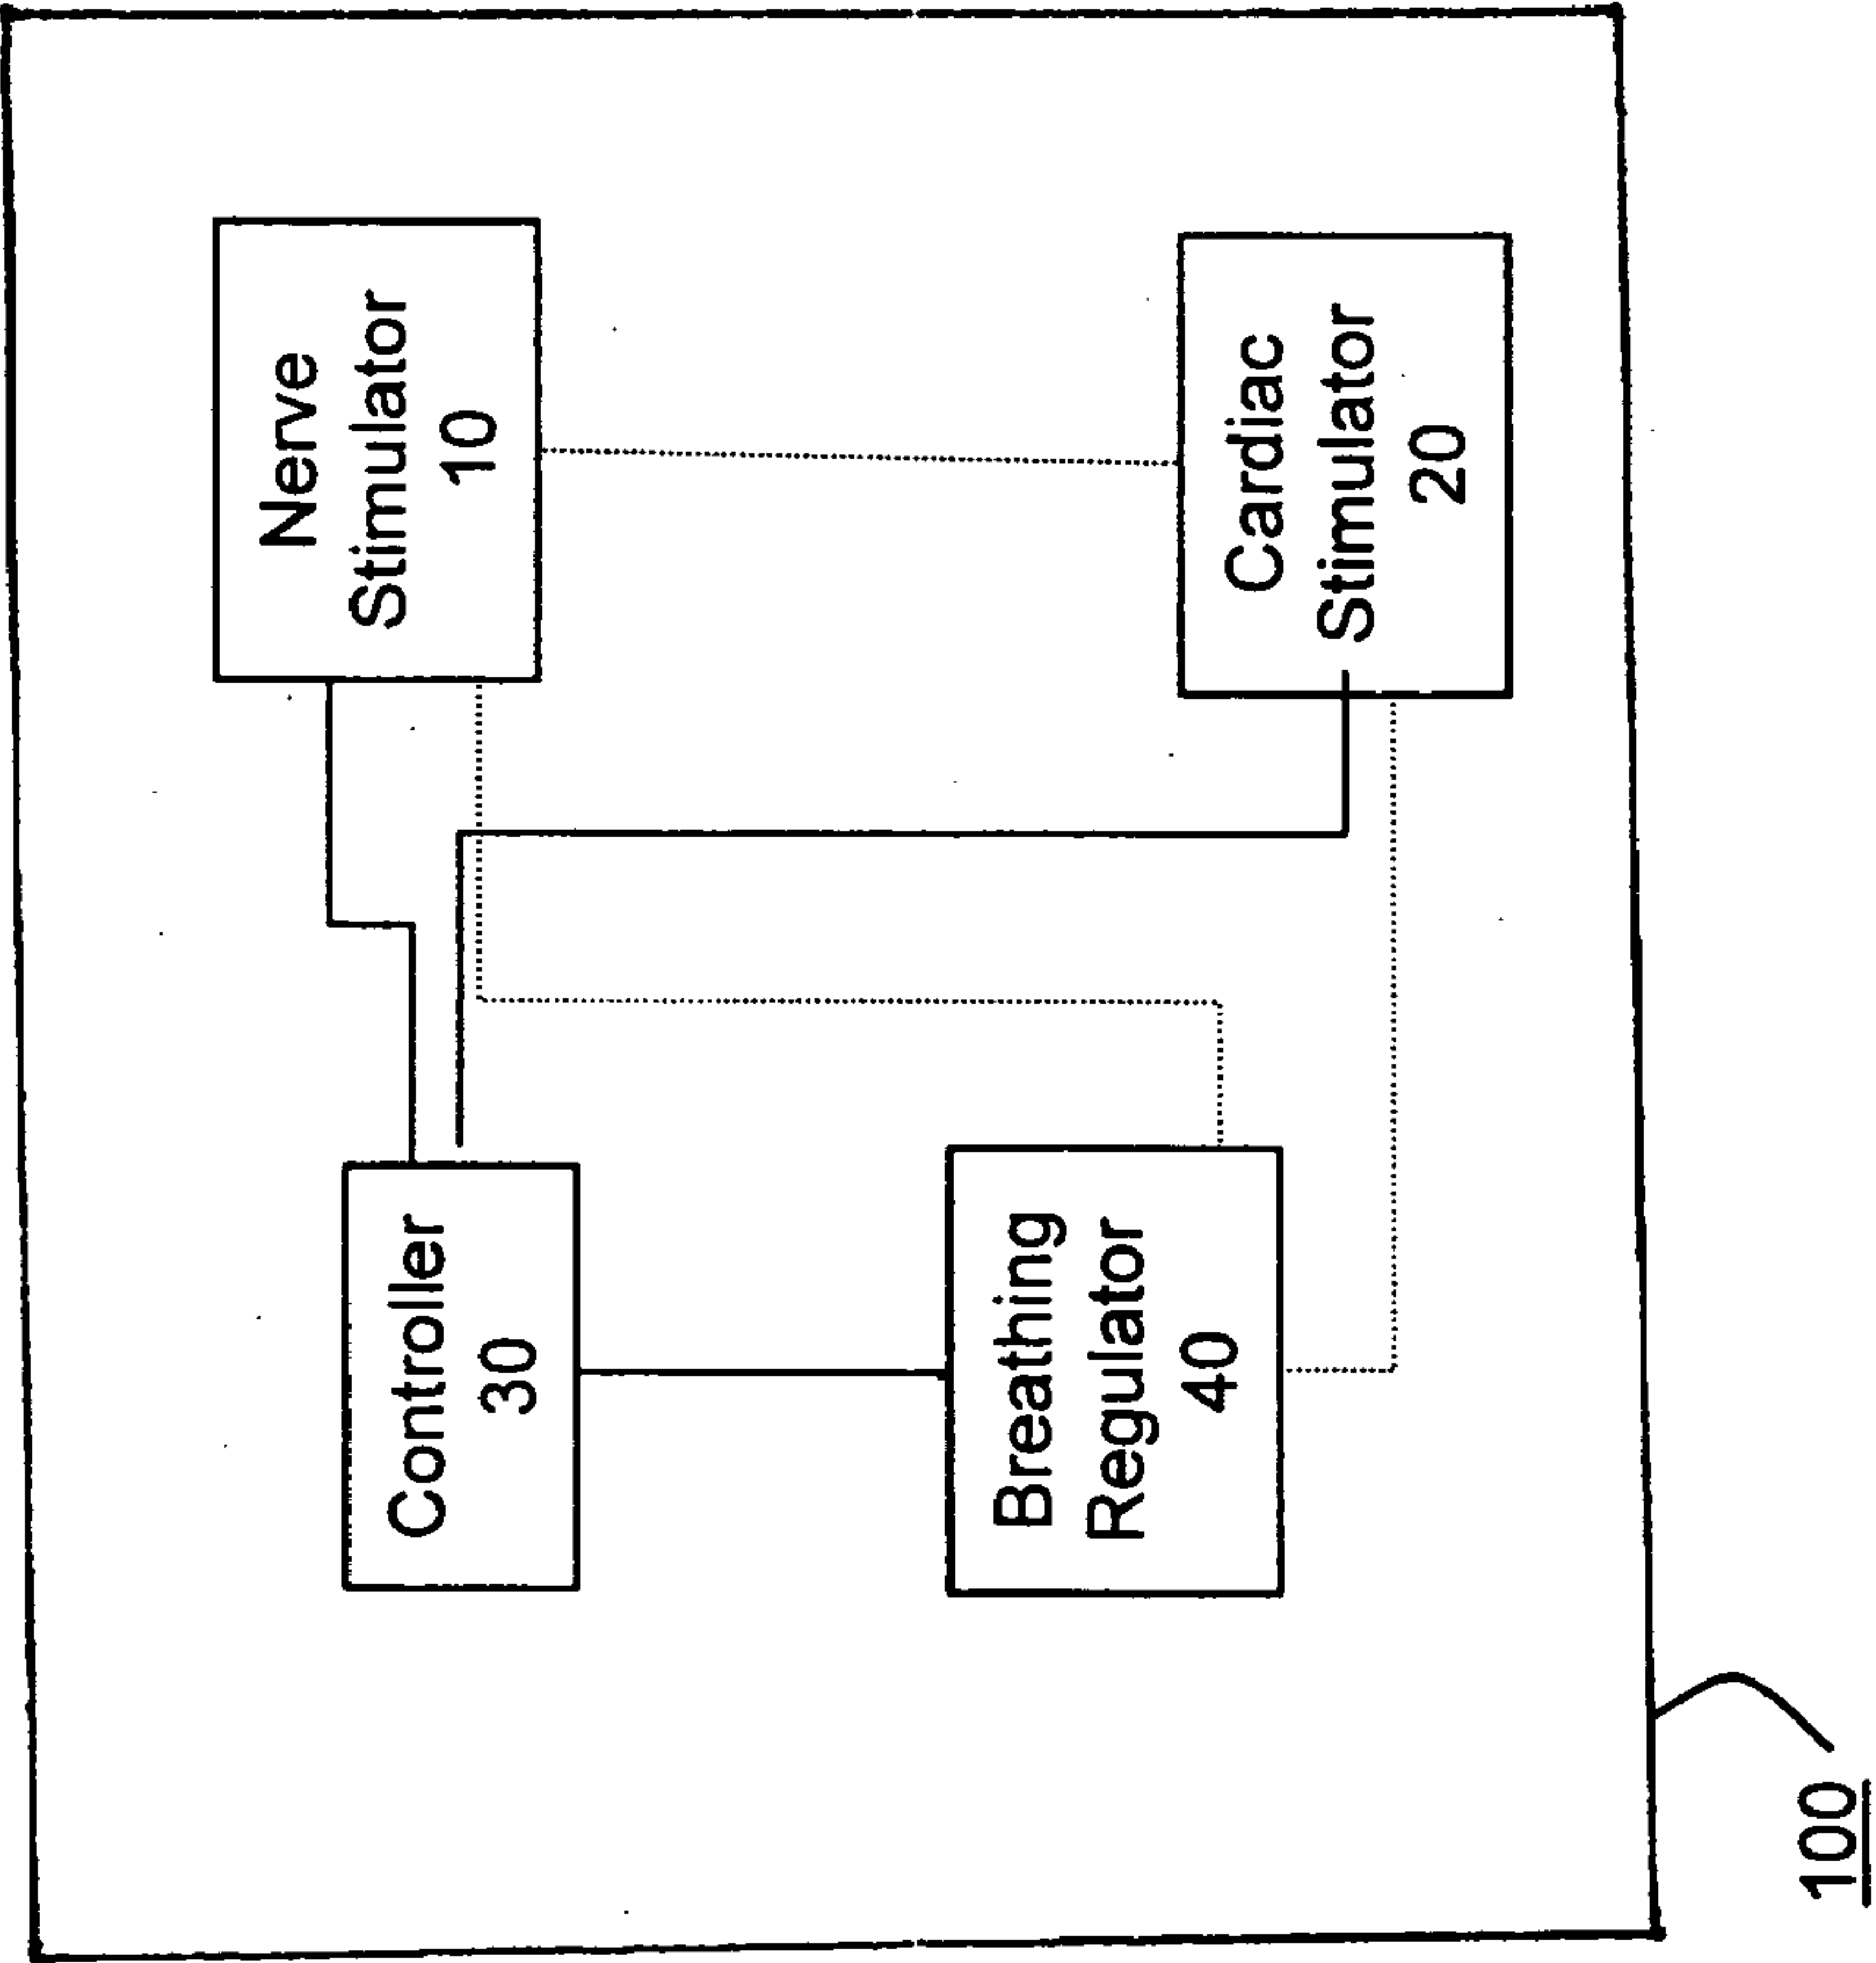 Controller
30
Nerve
Stimulator
10
Breathing
Regulator
40
Cardiac
Stimulator
20
100